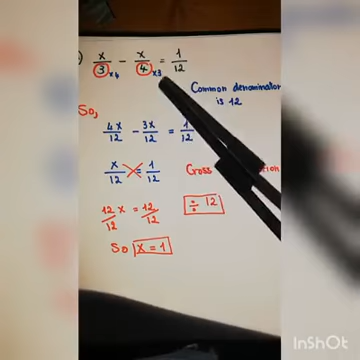 x/3 ×4 - x/4 ×3 = 1/12
Common denominator
is 12
So,
4x/12 - 3x/12 = 1/12
x/12 = 1/12
Cross
12x/12 = 12/12
÷ 12
So x = 1
InShOt